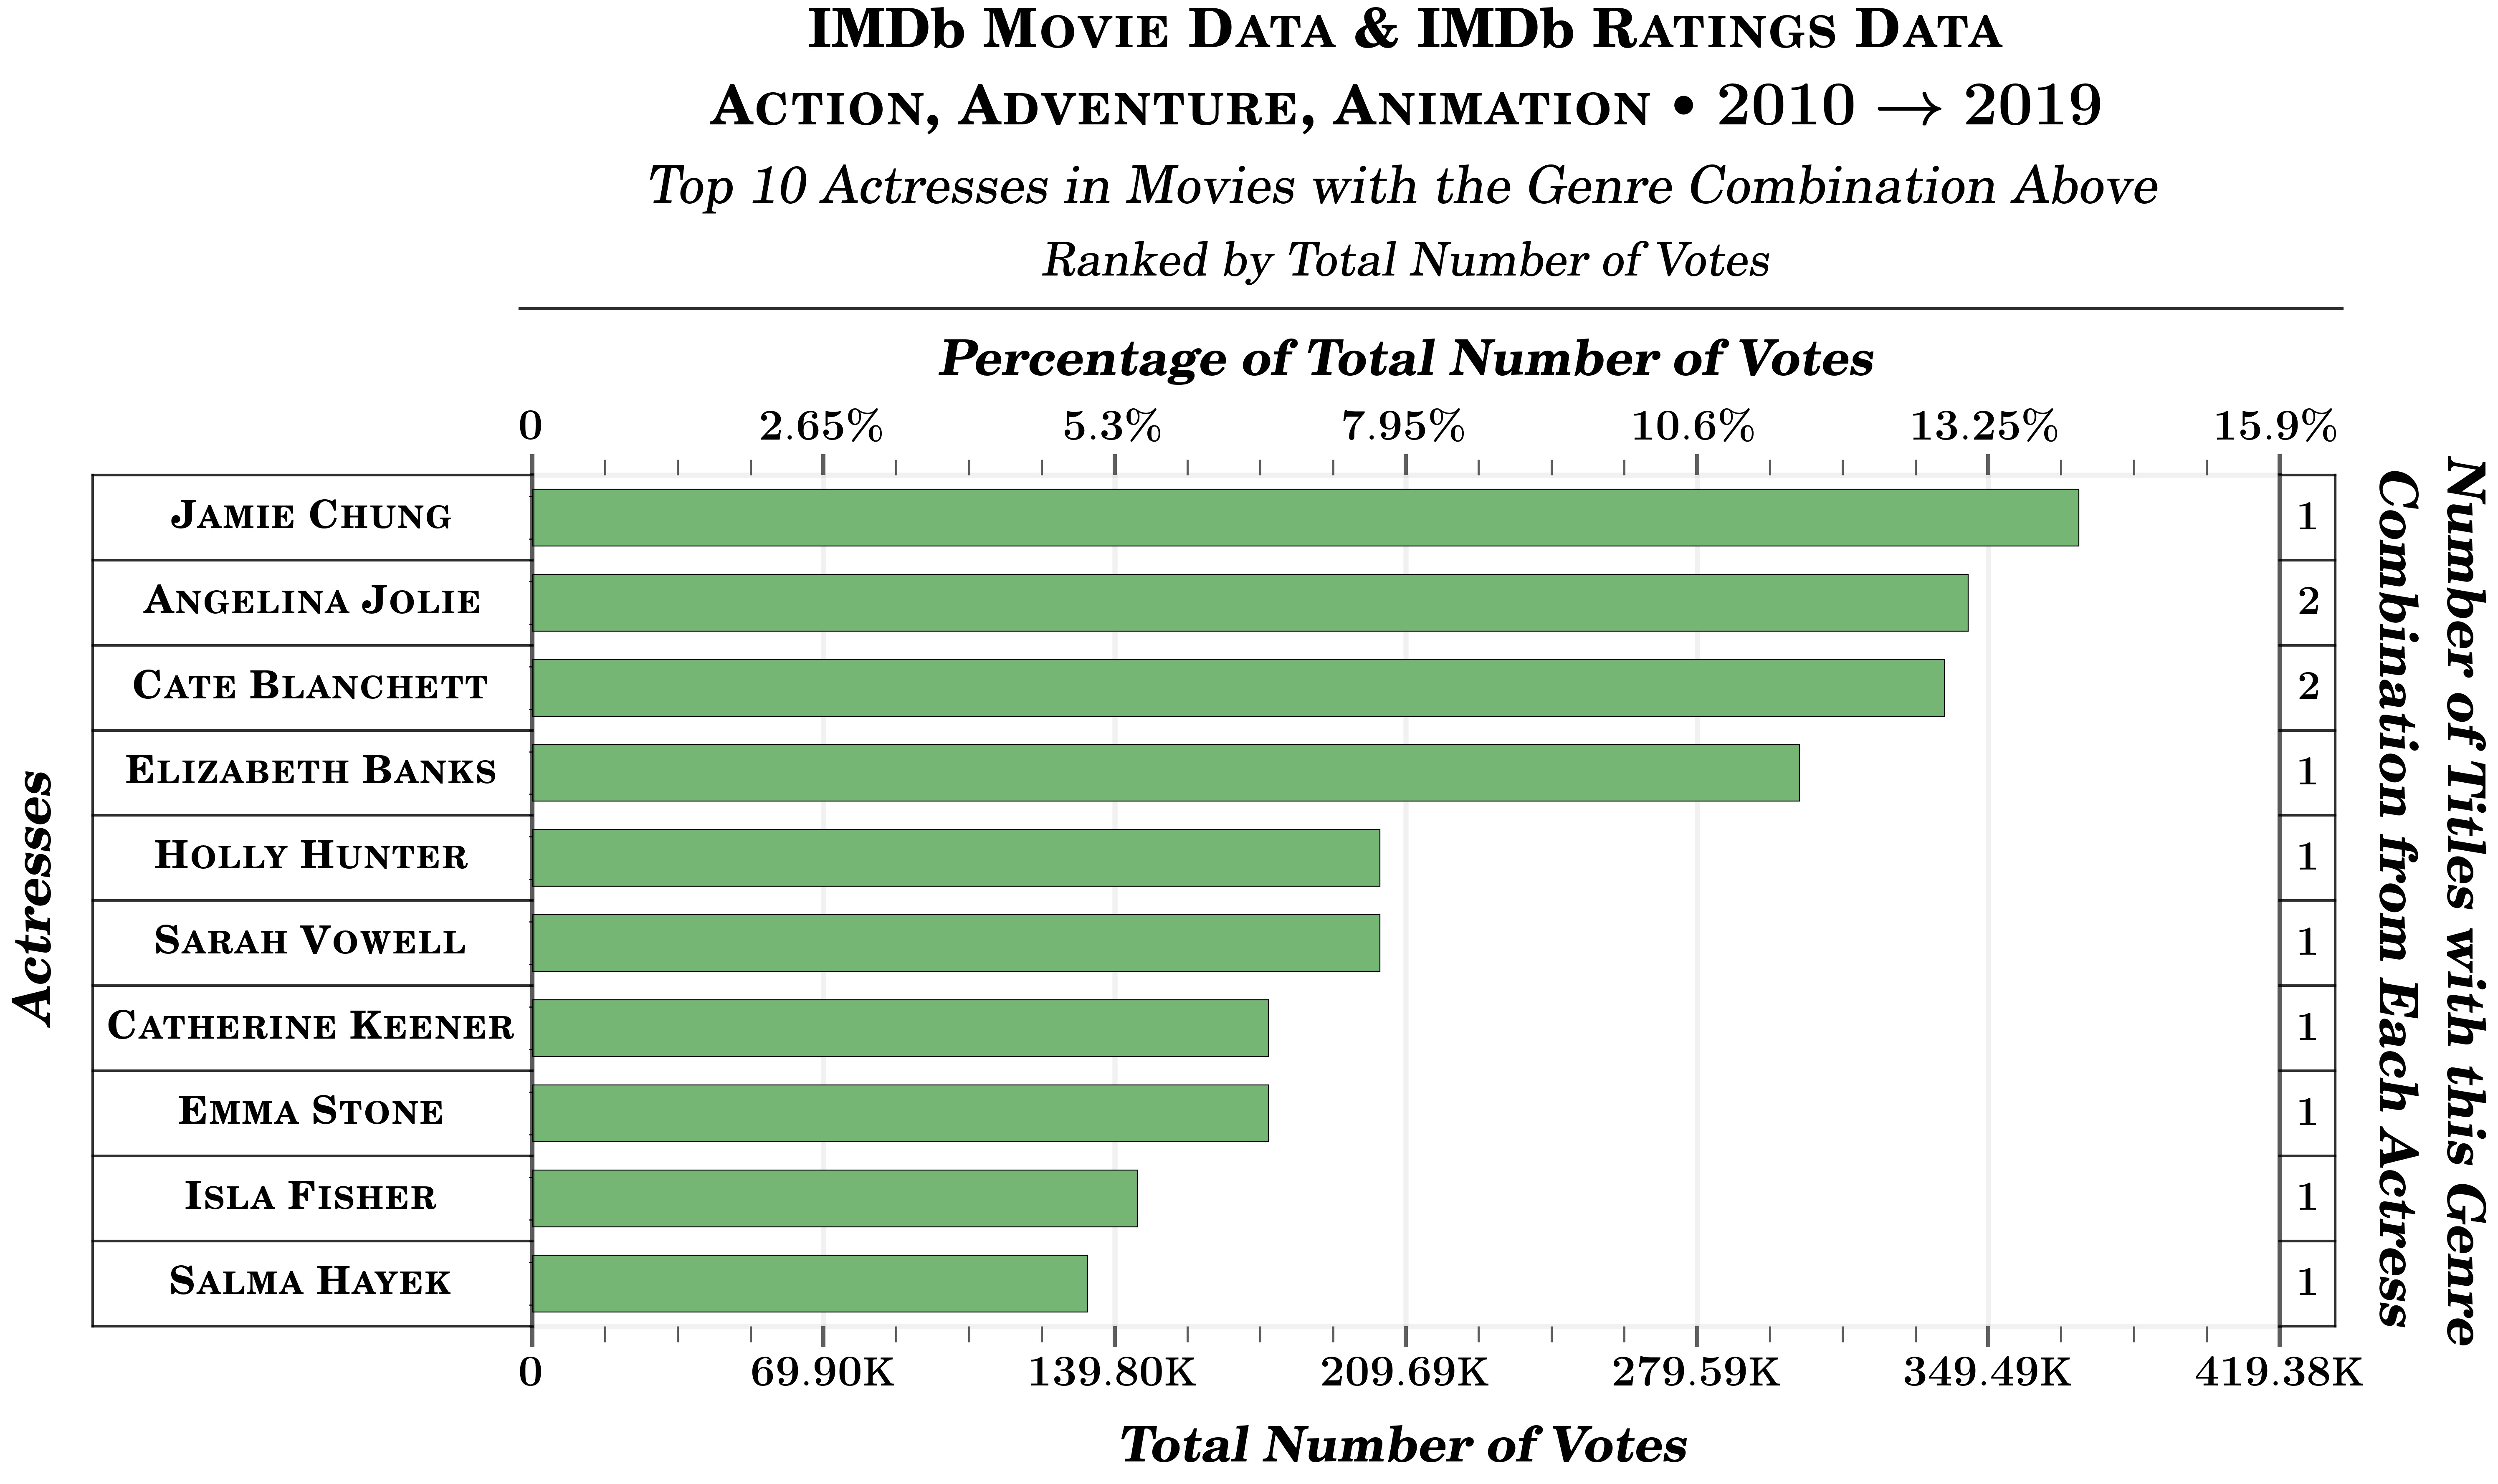 IMDb Movie Data & IMDb Ratings Data
Action, Adventure, Animation • 2010 → 2019
Top 10 Actresses in Movies with the Genre Combination Above
Ranked by Total Number of Votes
Percentage of Total Number of Votes
0 2.65% 5.3% 7.95% 10.6% 13.25% 15.9%
Actresses
Jamie Chung 1
Angelina Jolie 2
Cate Blanchett 2
Elizabeth Banks 1
Holly Hunter 1
Sarah Vowell 1
Catherine Keener 1
Emma Stone 1
Isla Fisher 1
Salma Hayek 1
Number of Titles with this Genre
Combination from Each Actress
0 69.90K 139.80K 209.69K 279.59K 349.49K 419.38K
Total Number of Votes